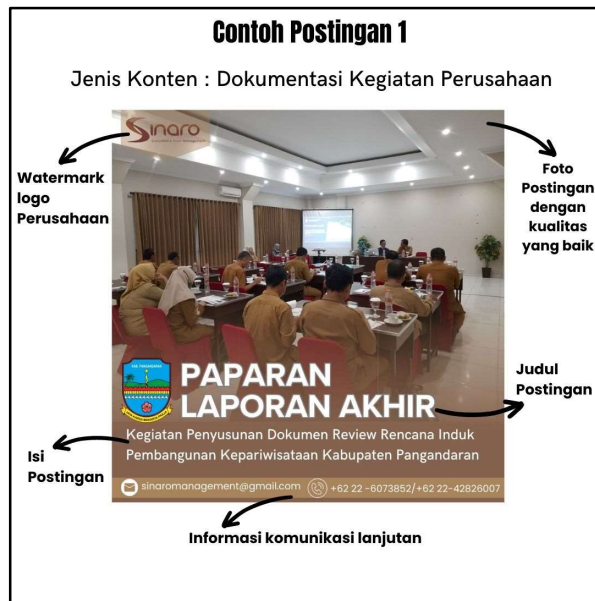 Contoh Postingan 1
Jenis Konten : Dokumentasi Kegiatan Perusahaan
Sinaro
Watermark
logo
Perusahaan
Foto
Postingan
dengan
kualitas
yang baik
KAB. PANGANDARAN
PAPARAN
LAPORAN AKHIR
Judul
Postingan
Kegiatan Penyusunan Dokumen Review Rencana Induk
Pembangunan Kepariwisataan Kabupaten Pangandaran
Isi
Postingan
sinaromanagement@gmail.com +62 22 -6073852/+62 22-42826007
Informasi komunikasi lanjutan